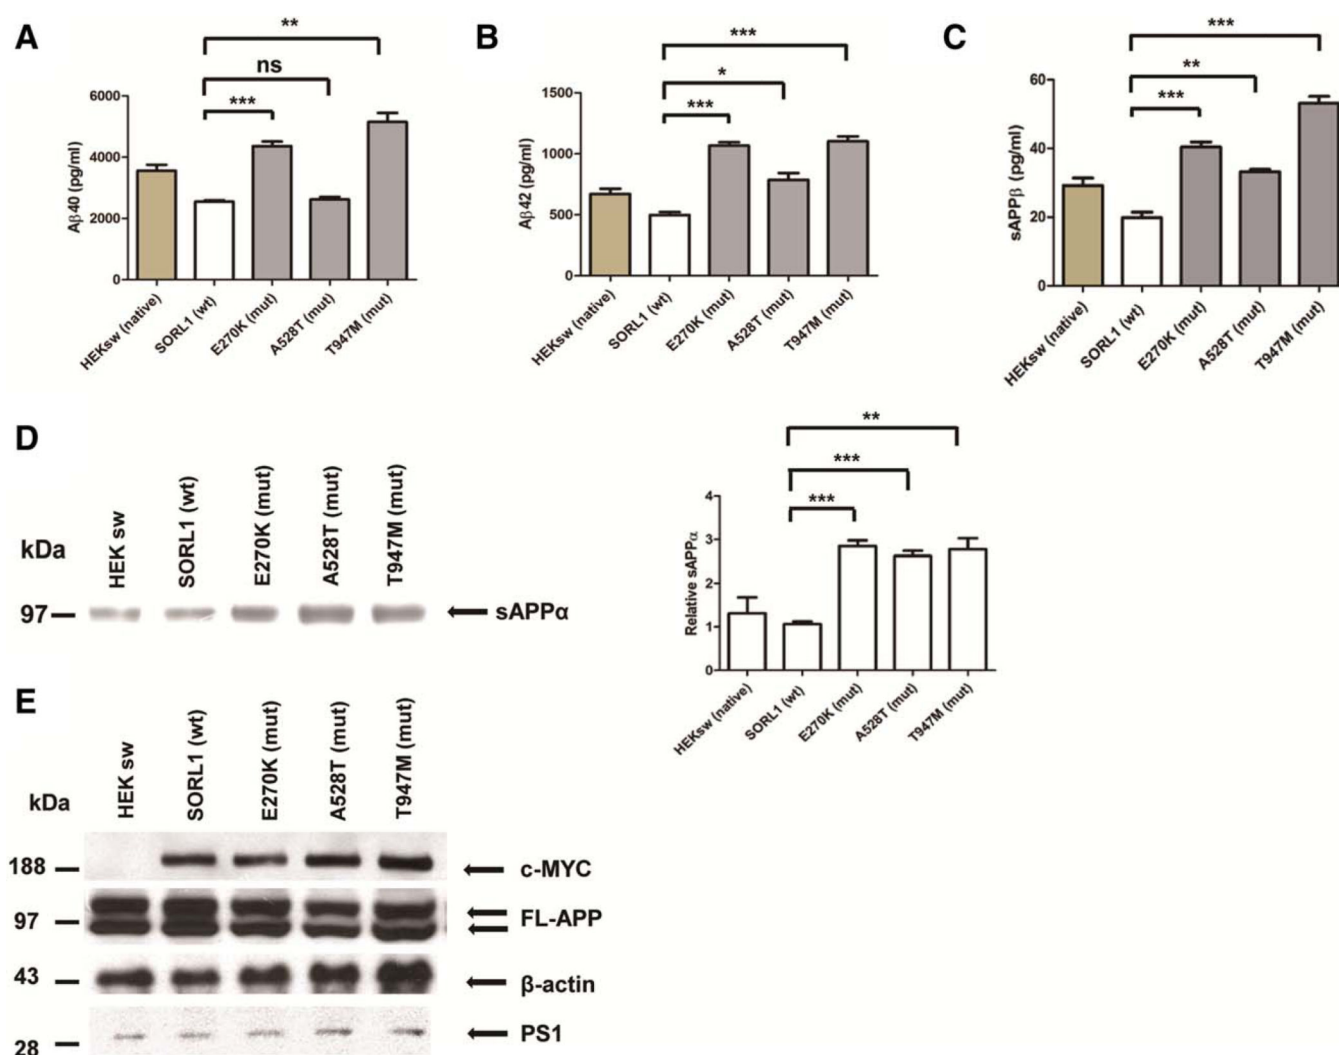 A
**
ns
***
6000
4000
2000
0
Aβ40 (pg/ml)
HEKsw (native)
SORL1 (wt)
E270K (mut)
A528T (mut)
T947M (mut)
B
***
*
***
1500
1000
500
0
Aβ42 (pg/ml)
HEKsw (native)
SORL1 (wt)
E270K (mut)
A528T (mut)
T947M (mut)
C
***
**
***
60
40
20
0
sAPPβ (pg/ml)
HEKsw (native)
SORL1 (wt)
E270K (mut)
A528T (mut)
T947M (mut)
D
kDa
HEK sw
SORL1 (wt)
E270K (mut)
A528T (mut)
T947M (mut)
97
sAPPα
**
***
***
4
3
2
1
0
Relative sAPPα
HEKsw (native)
SORL1 (wt)
E270K (mut)
A528T (mut)
T947M (mut)
E
kDa
HEK sw
SORL1 (wt)
E270K (mut)
A528T (mut)
T947M (mut)
188
c-MYC
97
FL-APP
43
β-actin
28
PS1